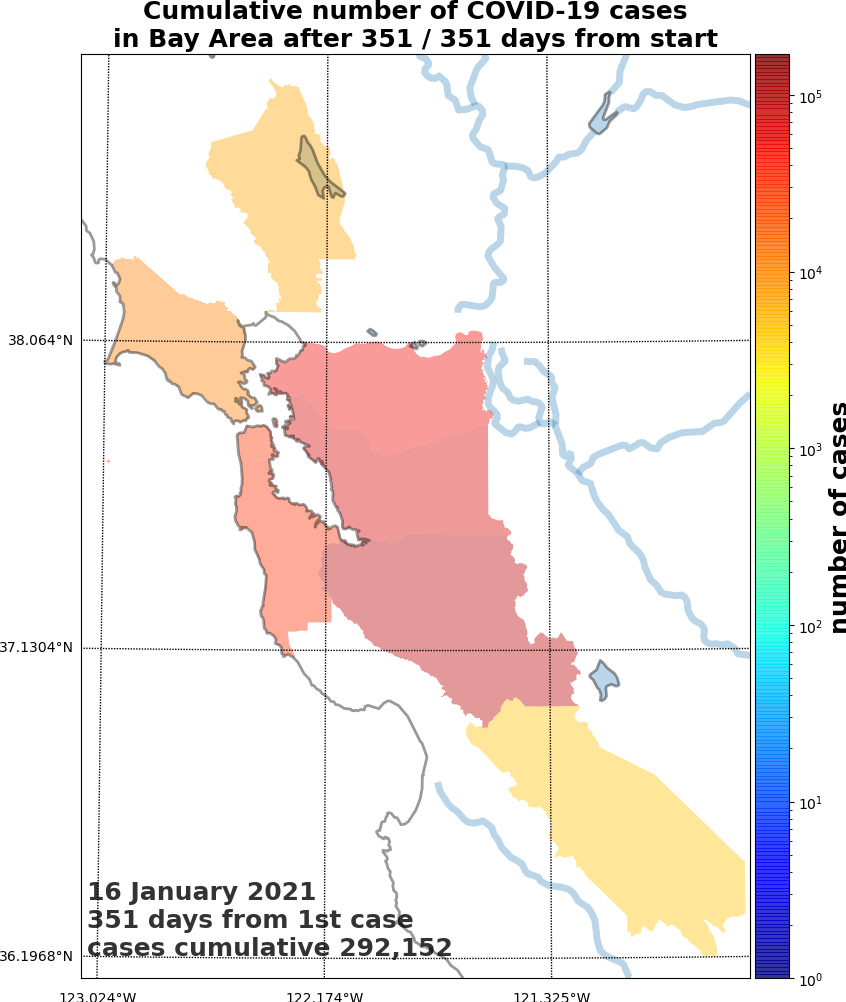 Cumulative number of COVID-19 cases
in Bay Area after 351 / 351 days from start
10^5
10^4
10^3
10^2
10^1
10^0
number of cases
38.064°N
37.1304°N
36.1968°N
16 January 2021
351 days from 1st case
cases cumulative 292,152
123.024°W
122.174°W
121.325°W